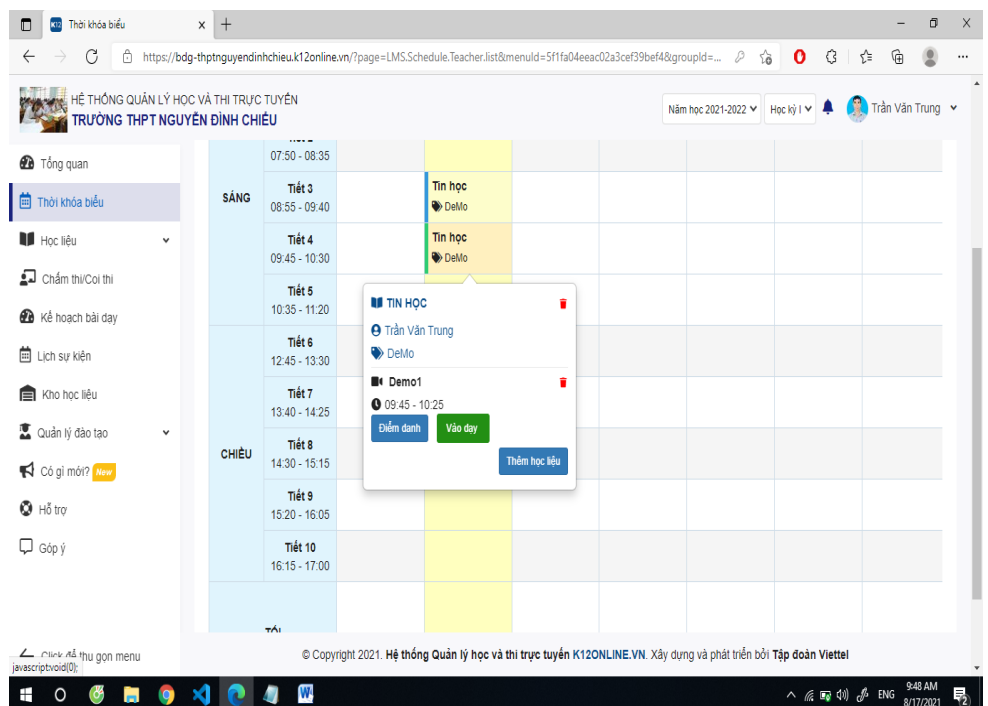 K12 Thời khóa biểu
https://bdg-thptnguyendinhchieu.k12online.vn/?page=LMS.Schedule.Teacher.list&menuId=5f1fa04eeac02a3cef39bef4&groupId=...
HỆ THỐNG QUẢN LÝ HỌC VÀ THI TRỰC TUYẾN
TRƯỜNG THPT NGUYỄN ĐÌNH CHIỂU
Năm học 2021-2022
Học kỳ I
Trần Văn Trung
Tổng quan
Thời khóa biểu
Học liệu
Chấm thi/Coi thi
Kế hoạch bài dạy
Lịch sự kiện
Kho học liệu
Quản lý đào tạo
Có gì mới? New
Hỗ trợ
Góp ý
Click để thu gọn menu
javascript:void(0);
07:50 - 08:35
SÁNG
Tiết 3
08:55 - 09:40
Tin học
DeMo
Tiết 4
09:45 - 10:30
Tin học
DeMo
Tiết 5
10:35 - 11:20
Tiết 6
12:45 - 13:30
Tiết 7
13:40 - 14:25
CHIỀU
Tiết 8
14:30 - 15:15
Tiết 9
15:20 - 16:05
Tiết 10
16:15 - 17:00
TỐI
TIN HỌC
Trần Văn Trung
DeMo
Demo1
09:45 - 10:25
Điểm danh
Vào dạy
Thêm học liệu
© Copyright 2021. Hệ thống Quản lý học và thi trực tuyến K12ONLINE.VN. Xây dựng và phát triển bởi Tập đoàn Viettel
ENG
9:48 AM
8/17/2021